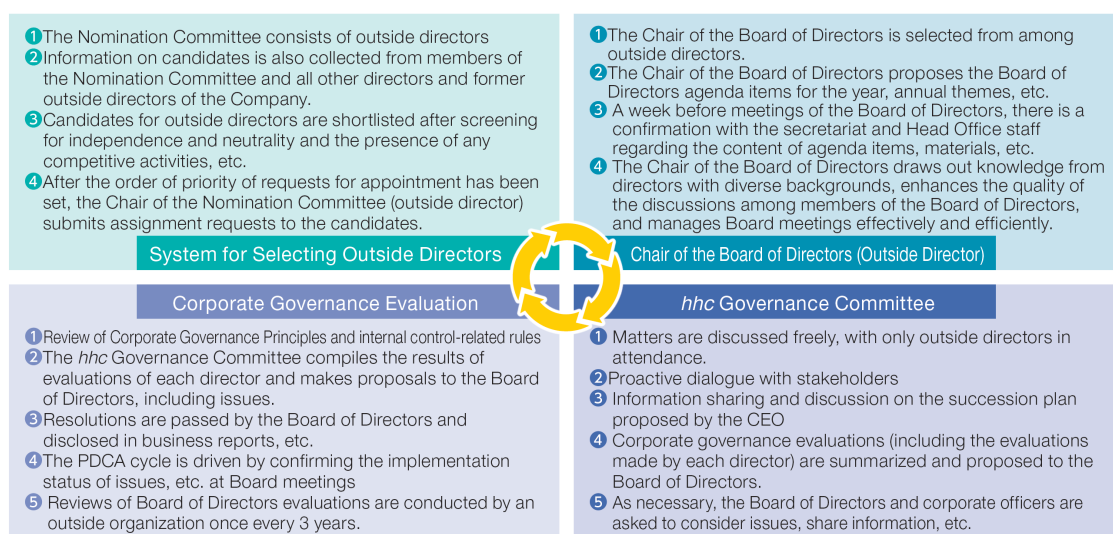 ❶The Nomination Committee consists of outside directors
❷Information on candidates is also collected from members of
the Nomination Committee and all other directors and former
outside directors of the Company.
❸Candidates for outside directors are shortlisted after screening
for independence and neutrality and the presence of any
competitive activities, etc.
❹After the order of priority of requests for appointment has been
set, the Chair of the Nomination Committee (outside director)
submits assignment requests to the candidates.
System for Selecting Outside Directors
❶The Chair of the Board of Directors is selected from among
outside directors.
❷The Chair of the Board of Directors proposes the Board of
Directors agenda items for the year, annual themes, etc.
❸ A week before meetings of the Board of Directors, there is a
confirmation with the secretariat and Head Office staff
regarding the content of agenda items, materials, etc.
❹ The Chair of the Board of Directors draws out knowledge from
directors with diverse backgrounds, enhances the quality of
the discussions among members of the Board of Directors,
and manages Board meetings effectively and efficiently.
Chair of the Board of Directors (Outside Director)
Corporate Governance Evaluation
❶Review of Corporate Governance Principles and internal control-related rules
❷The hhc Governance Committee compiles the results of
evaluations of each director and makes proposals to the Board
of Directors, including issues.
❸Resolutions are passed by the Board of Directors and
disclosed in business reports, etc.
❹The PDCA cycle is driven by confirming the implementation
status of issues, etc. at Board meetings
❺ Reviews of Board of Directors evaluations are conducted by an
outside organization once every 3 years.
hhc Governance Committee
❶ Matters are discussed freely, with only outside directors in
attendance.
❷Proactive dialogue with stakeholders
❸ Information sharing and discussion on the succession plan
proposed by the CEO
❹ Corporate governance evaluations (including the evaluations
made by each director) are summarized and proposed to the
Board of Directors.
❺ As necessary, the Board of Directors and corporate officers are
asked to consider issues, share information, etc.